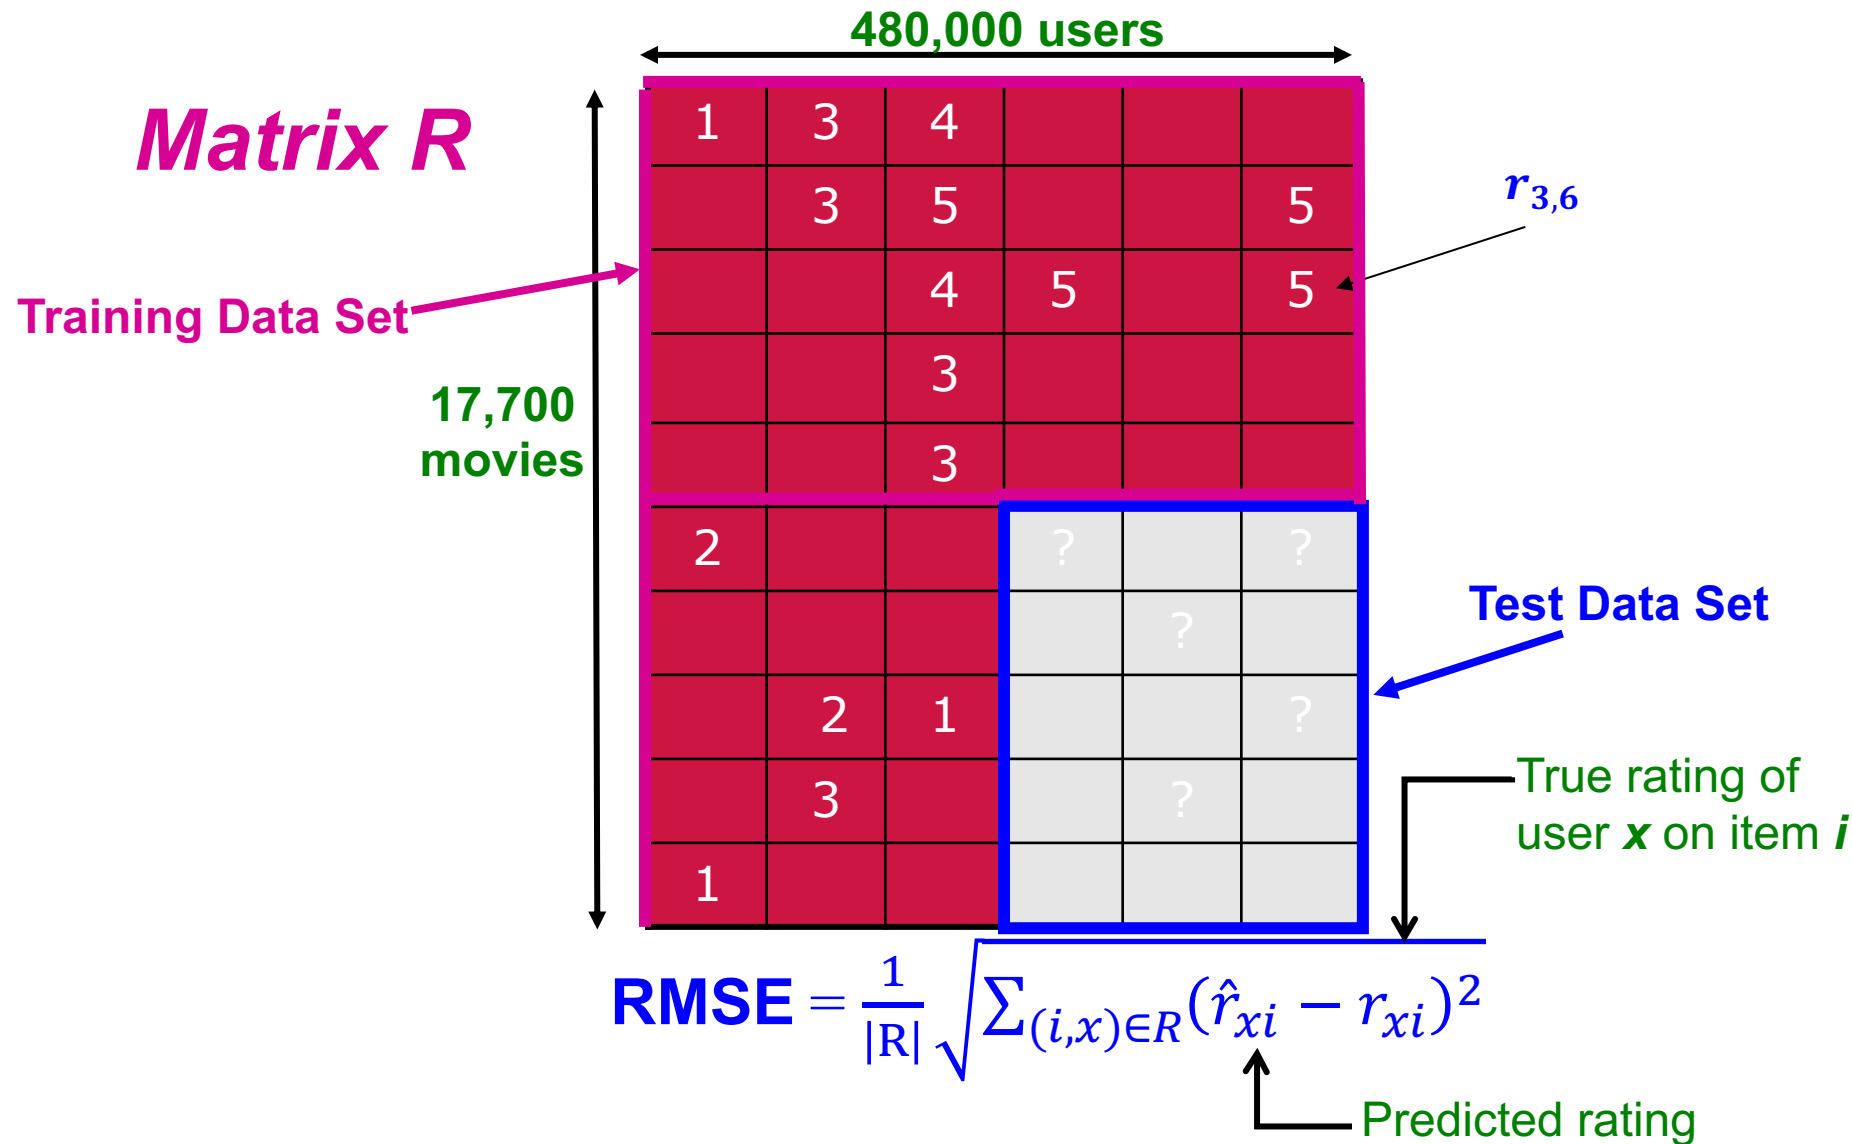 480,000 users
Matrix R
1 3 4
3 5 5
r3,6
4 5 5
Training Data Set
3
17,700
movies
3
2 ? ?
?
Test Data Set
2 1 ?
3 ?
True rating of
user x on item i
1
RMSE = 1/|R| √∑(i,x)∈R(r̂xi − rxi)²
Predicted rating